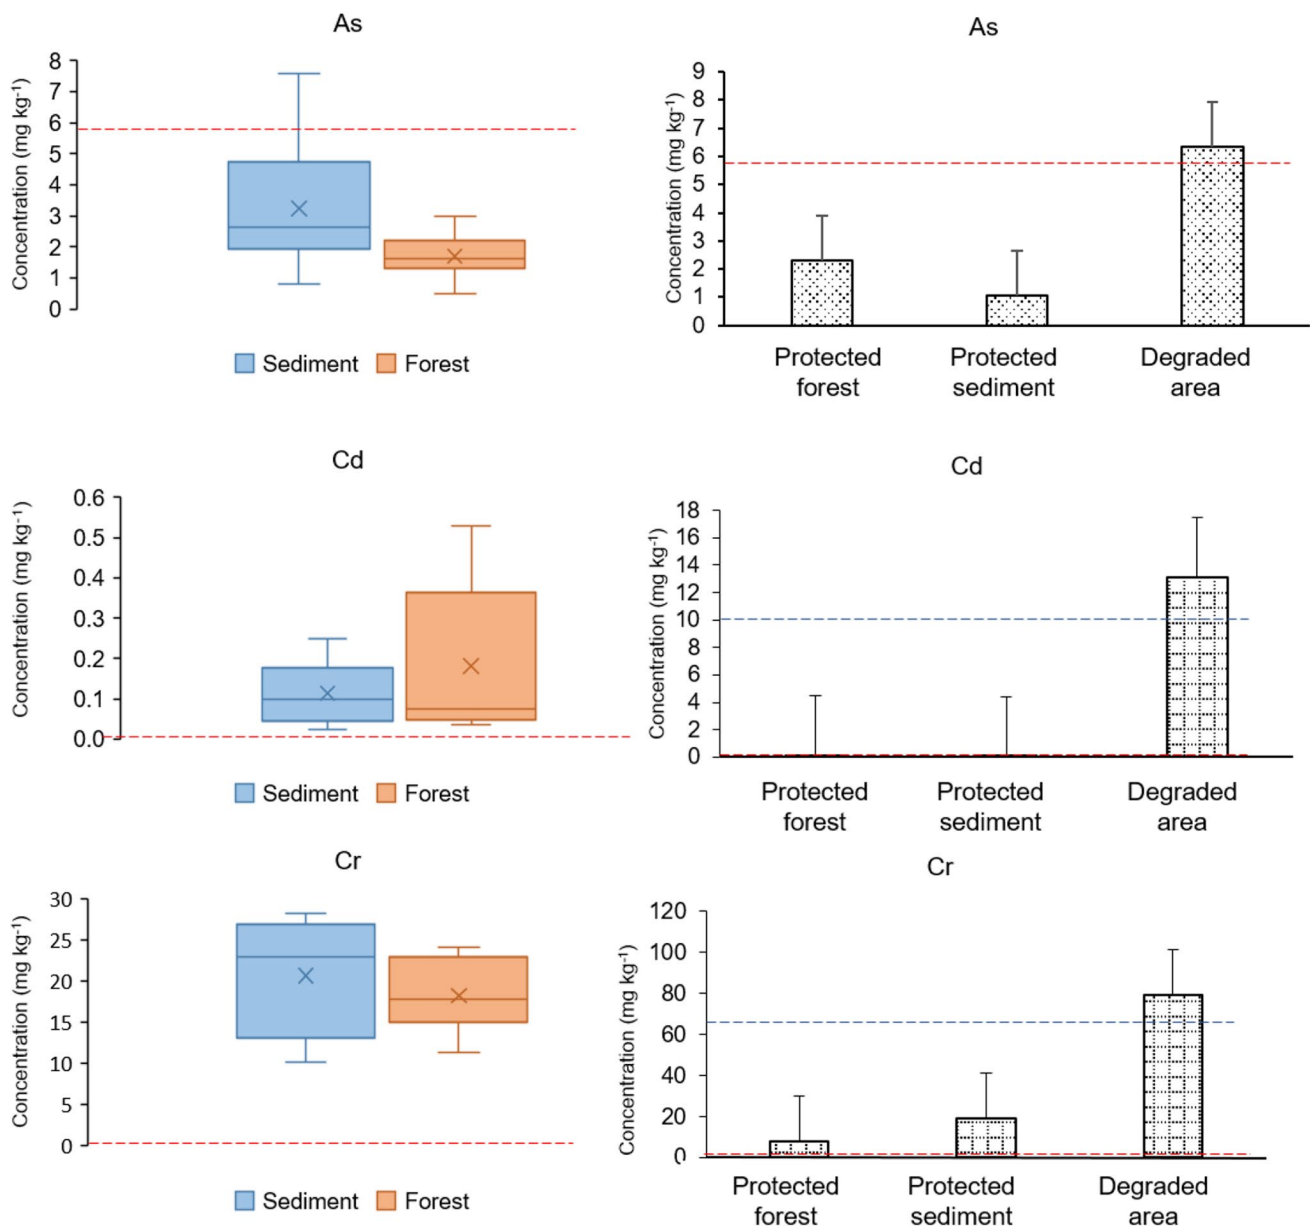 As
Concentration (mg kg-1)
8
7
6
5
4
3
2
1
0
Sediment Forest
As
Concentration (mg kg-1)
9
8
7
6
5
4
3
2
1
0
Protected Protected Degraded
forest sediment area
Cd
Concentration (mg kg-1)
0.6
0.5
0.4
0.3
0.2
0.1
0.0
Sediment Forest
Cd
Concentration (mg kg-1)
18
16
14
12
10
8
6
4
2
0
Protected Protected Degraded
forest sediment area
Cr
Concentration (mg kg-1)
30
25
20
15
10
5
0
Sediment Forest
Cr
Concentration (mg kg-1)
120
100
80
60
40
20
0
Protected Protected Degraded
forest sediment area